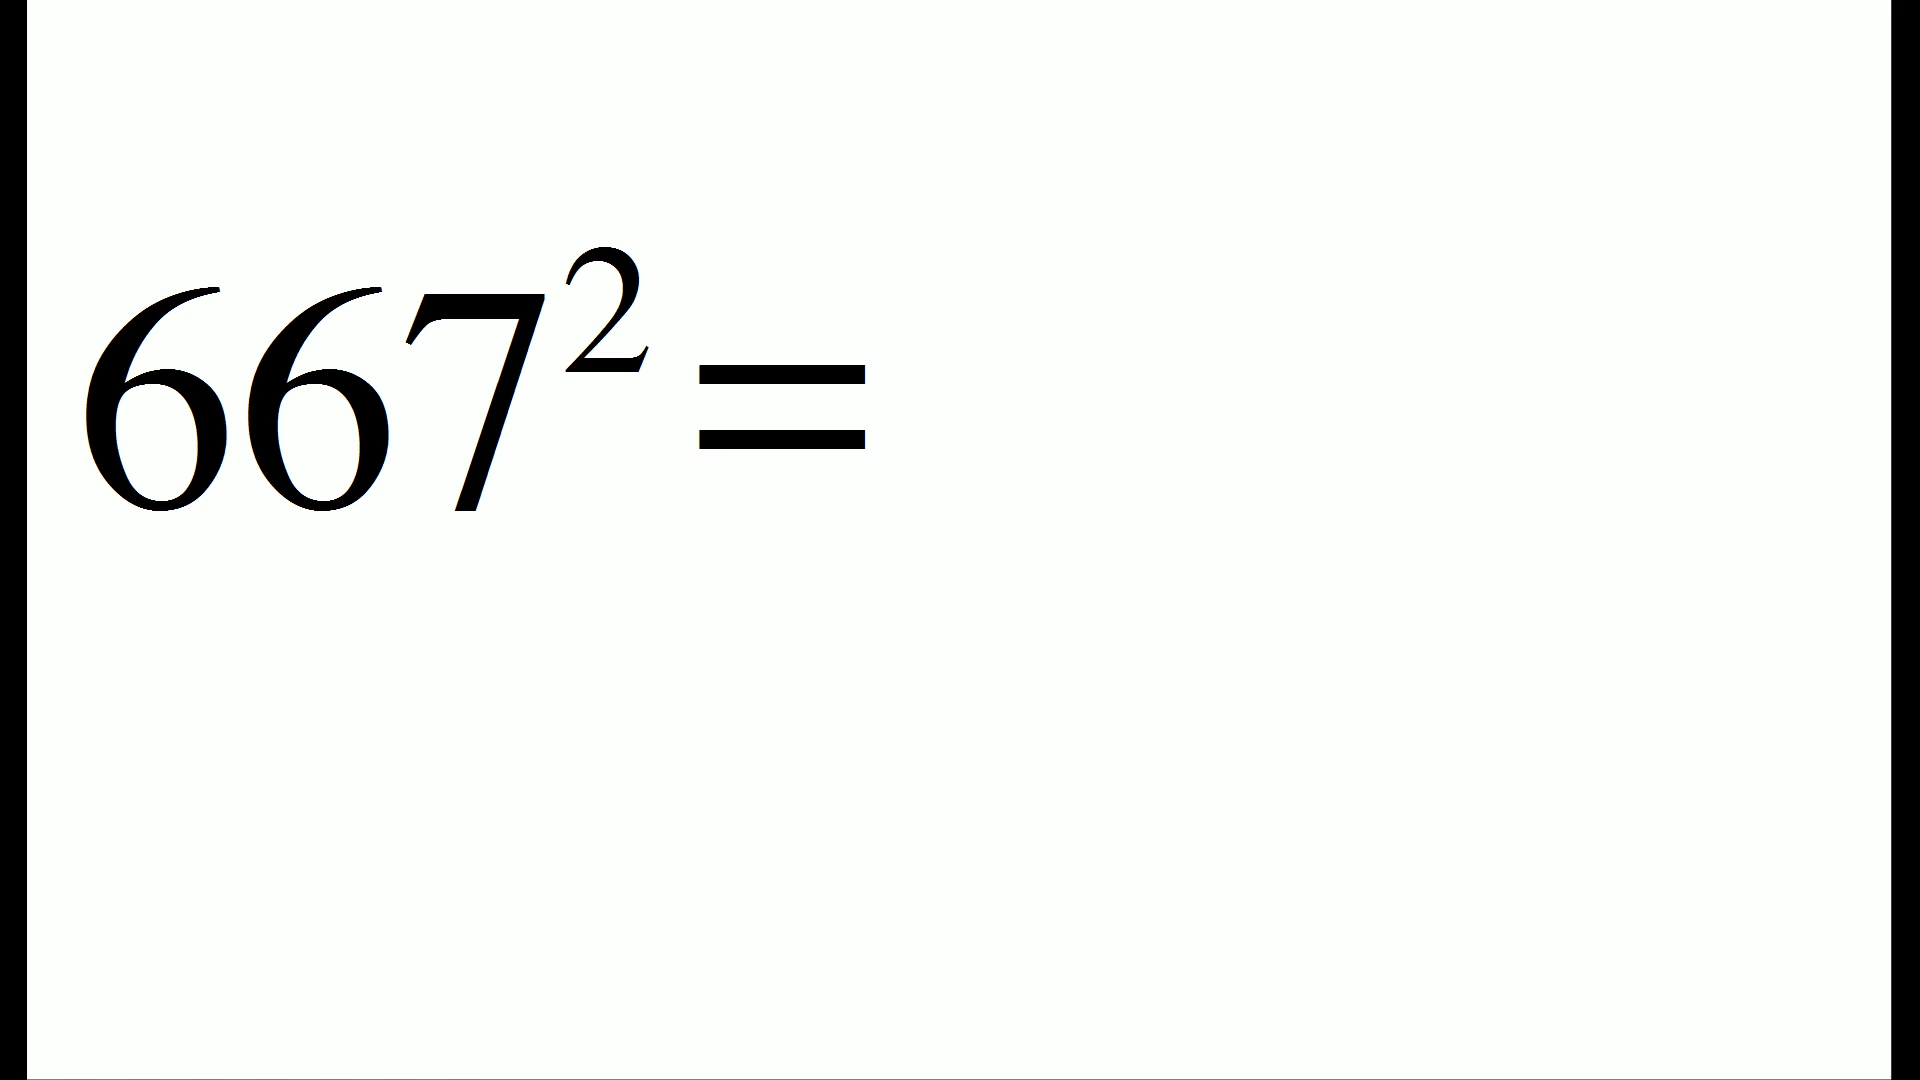 667² =